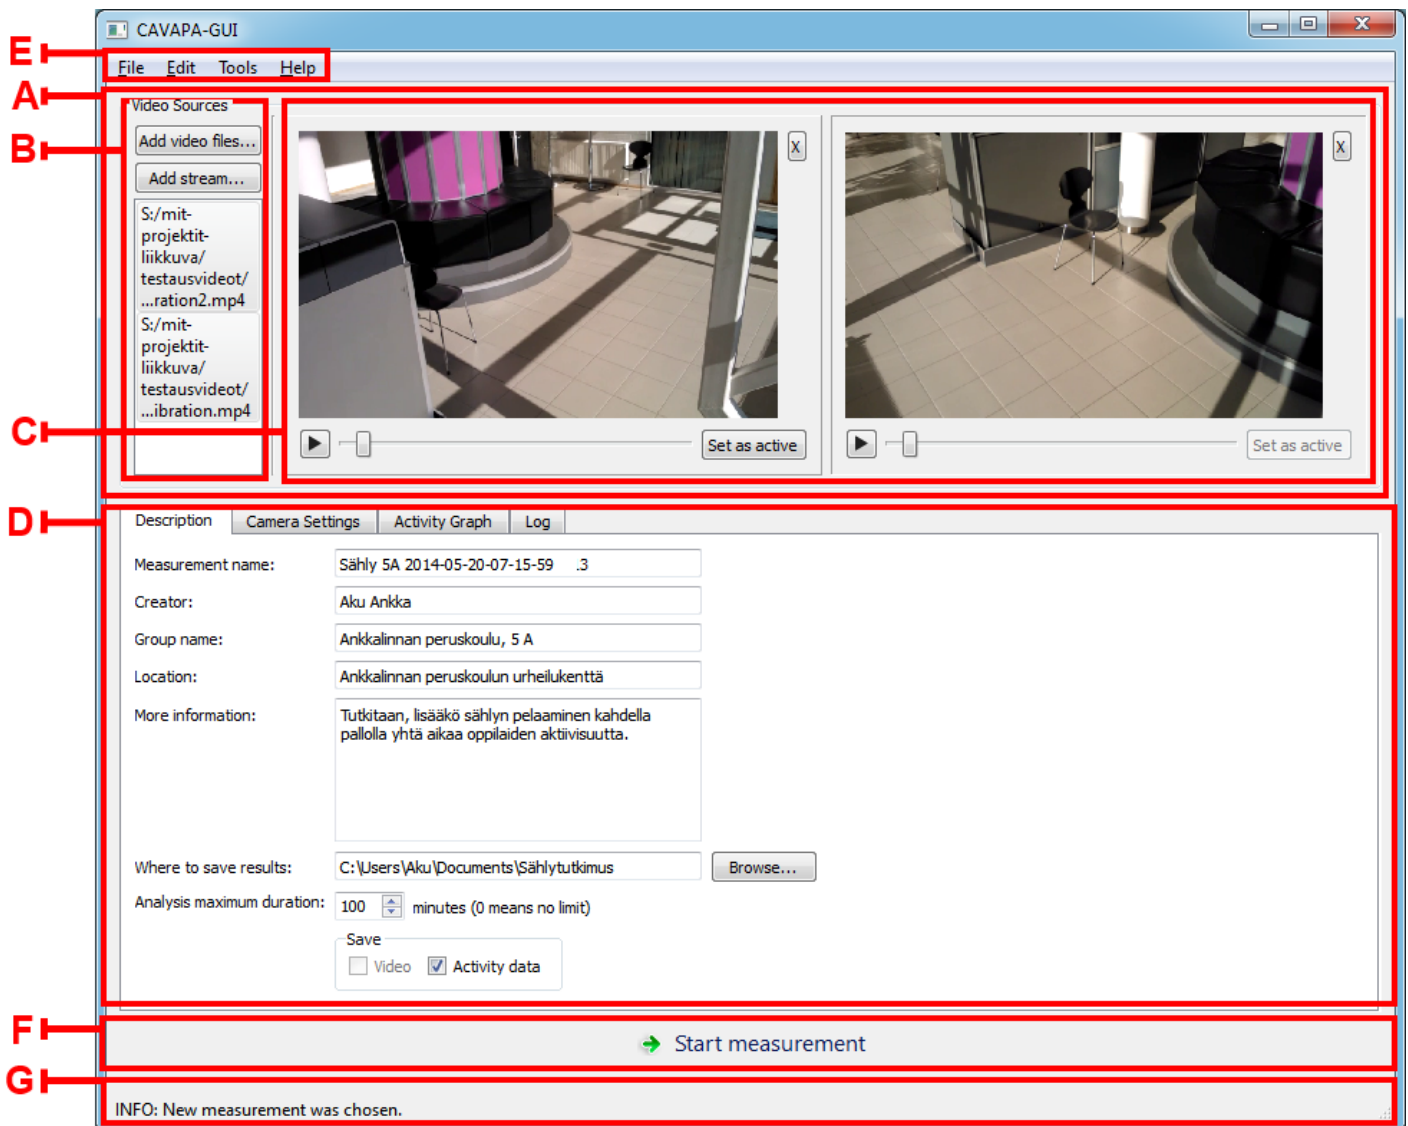 CAVAPA-GUI
E
File Edit Tools Help
A
Video Sources
B
Add video files...
X
X
Add stream...
S:/mit-
projektit-
liikkuva/
testausvideot/
...ration2.mp4
S:/mit-
projektit-
liikkuva/
testausvideot/
...ibration.mp4
C
Set as active
Set as active
D
Description Camera Settings Activity Graph Log
Measurement name: Sähly 5A 2014-05-20-07-15-59 .3
Creator: Aku Ankka
Group name: Ankkalinnan peruskoulu, 5 A
Location: Ankkalinnan peruskoulun urheilukenttä
More information: Tutkitaan, lisääkö sählyn pelaaminen kahdella
pallolla yhtä aikaa oppilaiden aktiivisuutta.
Where to save results: C:\Users\Aku\Documents\Sählytutkimus Browse...
Analysis maximum duration: 100 minutes (0 means no limit)
Save
Video Activity data
F
Start measurement
G
INFO: New measurement was chosen.